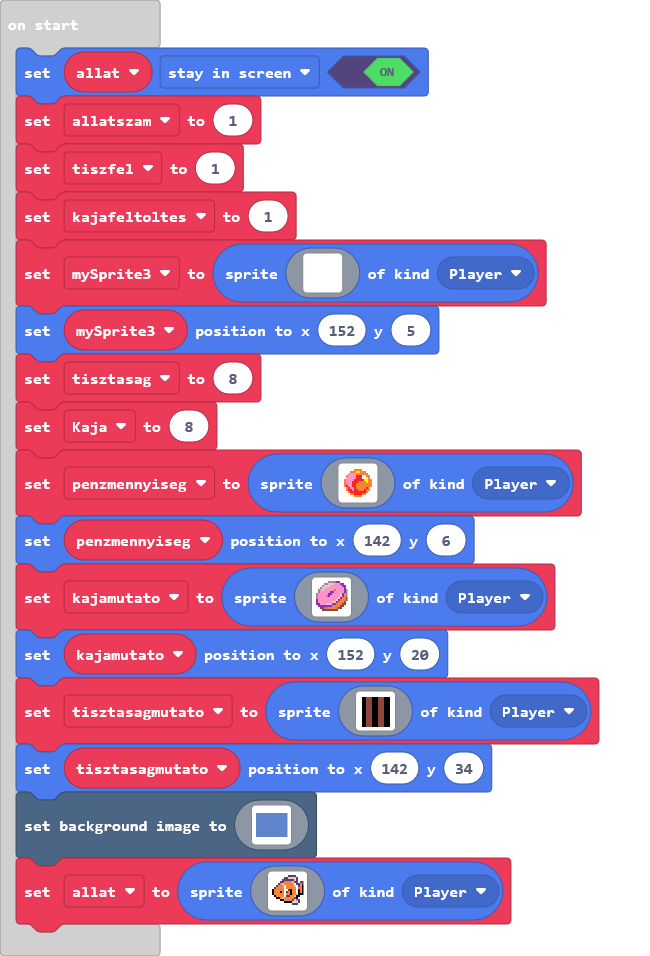 on start
set allat stay in screen ON
set allatszam to 1
set tiszfel to 1
set kajafeltoltes to 1
set mySprite3 to sprite of kind Player
set mySprite3 position to x 152 y 5
set tisztasag to 8
set Kaja to 8
set penzmennyiseg to sprite of kind Player
set penzmennyiseg position to x 142 y 6
set kajamutato to sprite of kind Player
set kajamutato position to x 152 y 20
set tisztasagmutato to sprite of kind Player
set tisztasagmutato position to x 142 y 34
set background image to
set allat to sprite of kind Player